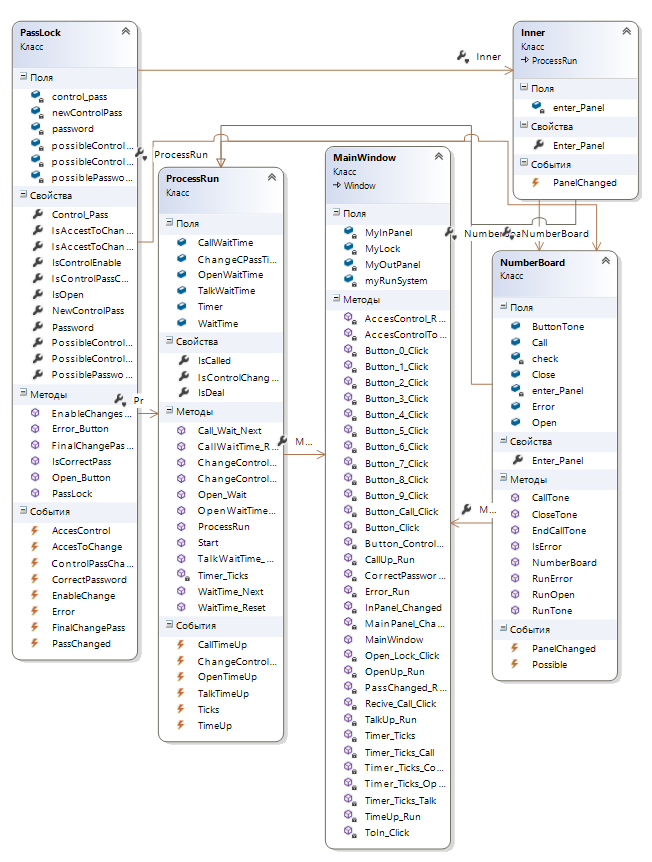 PassLock
Класс
Поля
control_pass
newControlPass
password
possibleControl...
possibleControl...
possiblePasswo...
Свойства
Control_Pass
IsAccestToChan...
IsAccestToChan...
IsControlEnable
IsControlPassC...
IsOpen
NewControlPass
Password
PossibleControl...
PossibleControl...
PossiblePasswo...
Методы
EnableChanges...
Error_Button
FinalChangePas...
IsCorrectPass
Open_Button
PassLock
События
AccesControl
AccesToChange
ControlPassCha...
CorrectPassword
EnableChange
Error
FinalChangePass
PassChanged
Inner
ProcessRun
Pr
ProcessRun
Класс
Поля
CallWaitTime
ChangeCPassTi...
OpenWaitTime
TalkWaitTime
Timer
WaitTime
Свойства
IsCalled
IsControlChang...
IsDeal
Методы
Call_Wait_Next
CallWaitTime_R...
ChangeControl...
ChangeControl...
Open_Wait
OpenWaitTime...
ProcessRun
Start
TalkWaitTime_...
Timer_Ticks
WaitTime_Next
WaitTime_Reset
События
CallTimeUp
ChangeControl...
OpenTimeUp
TalkTimeUp
Ticks
TimeUp
M...
MainWindow
Класс
Window
Поля
MyInPanel
MyLock
MyOutPanel
myRunSystem
Методы
AccesControl_R...
AccesControlTo...
Button_0_Click
Button_1_Click
Button_2_Click
Button_3_Click
Button_4_Click
Button_5_Click
Button_6_Click
Button_7_Click
Button_8_Click
Button_9_Click
Button_Call_Click
Button_Click
Button_Control...
CallUp_Run
CorrectPasswor...
Error_Run
InPanel_Changed
MainPanel_Cha...
MainWindow
Open_Lock_Click
OpenUp_Run
PassChanged_R...
Recive_Call_Click
TalkUp_Run
Timer_Ticks
Timer_Ticks_Call
Timer_Ticks_Co...
Timer_Ticks_Op...
Timer_Ticks_Talk
TimeUp_Run
ToIn_Click
Inner
Класс
ProcessRun
Поля
enter_Panel
Свойства
Enter_Panel
События
PanelChanged
NumberBoard
M...
NumberBoard
Класс
Поля
ButtonTone
Call
check
Close
enter_Panel
Error
Open
Свойства
Enter_Panel
Методы
CallTone
CloseTone
EndCallTone
IsError
NumberBoard
RunError
RunOpen
RunTone
События
PanelChanged
Possible